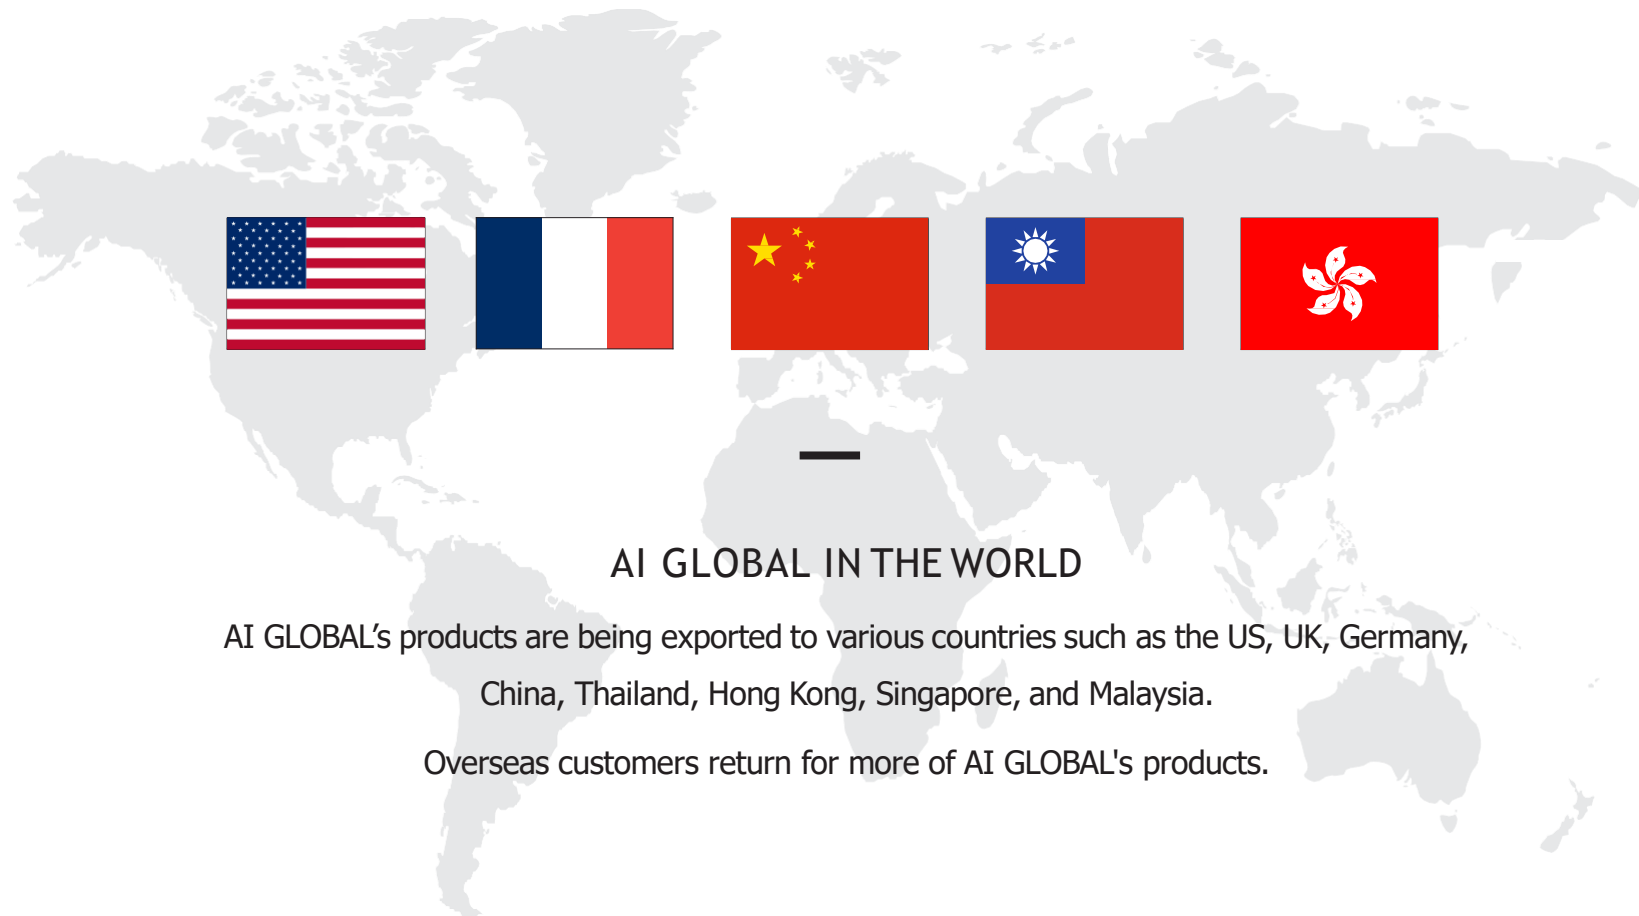 AI GLOBAL IN THE WORLD
AI GLOBAL’s products are being exported to various countries such as the US, UK, Germany,
China, Thailand, Hong Kong, Singapore, and Malaysia.
Overseas customers return for more of AI GLOBAL's products.